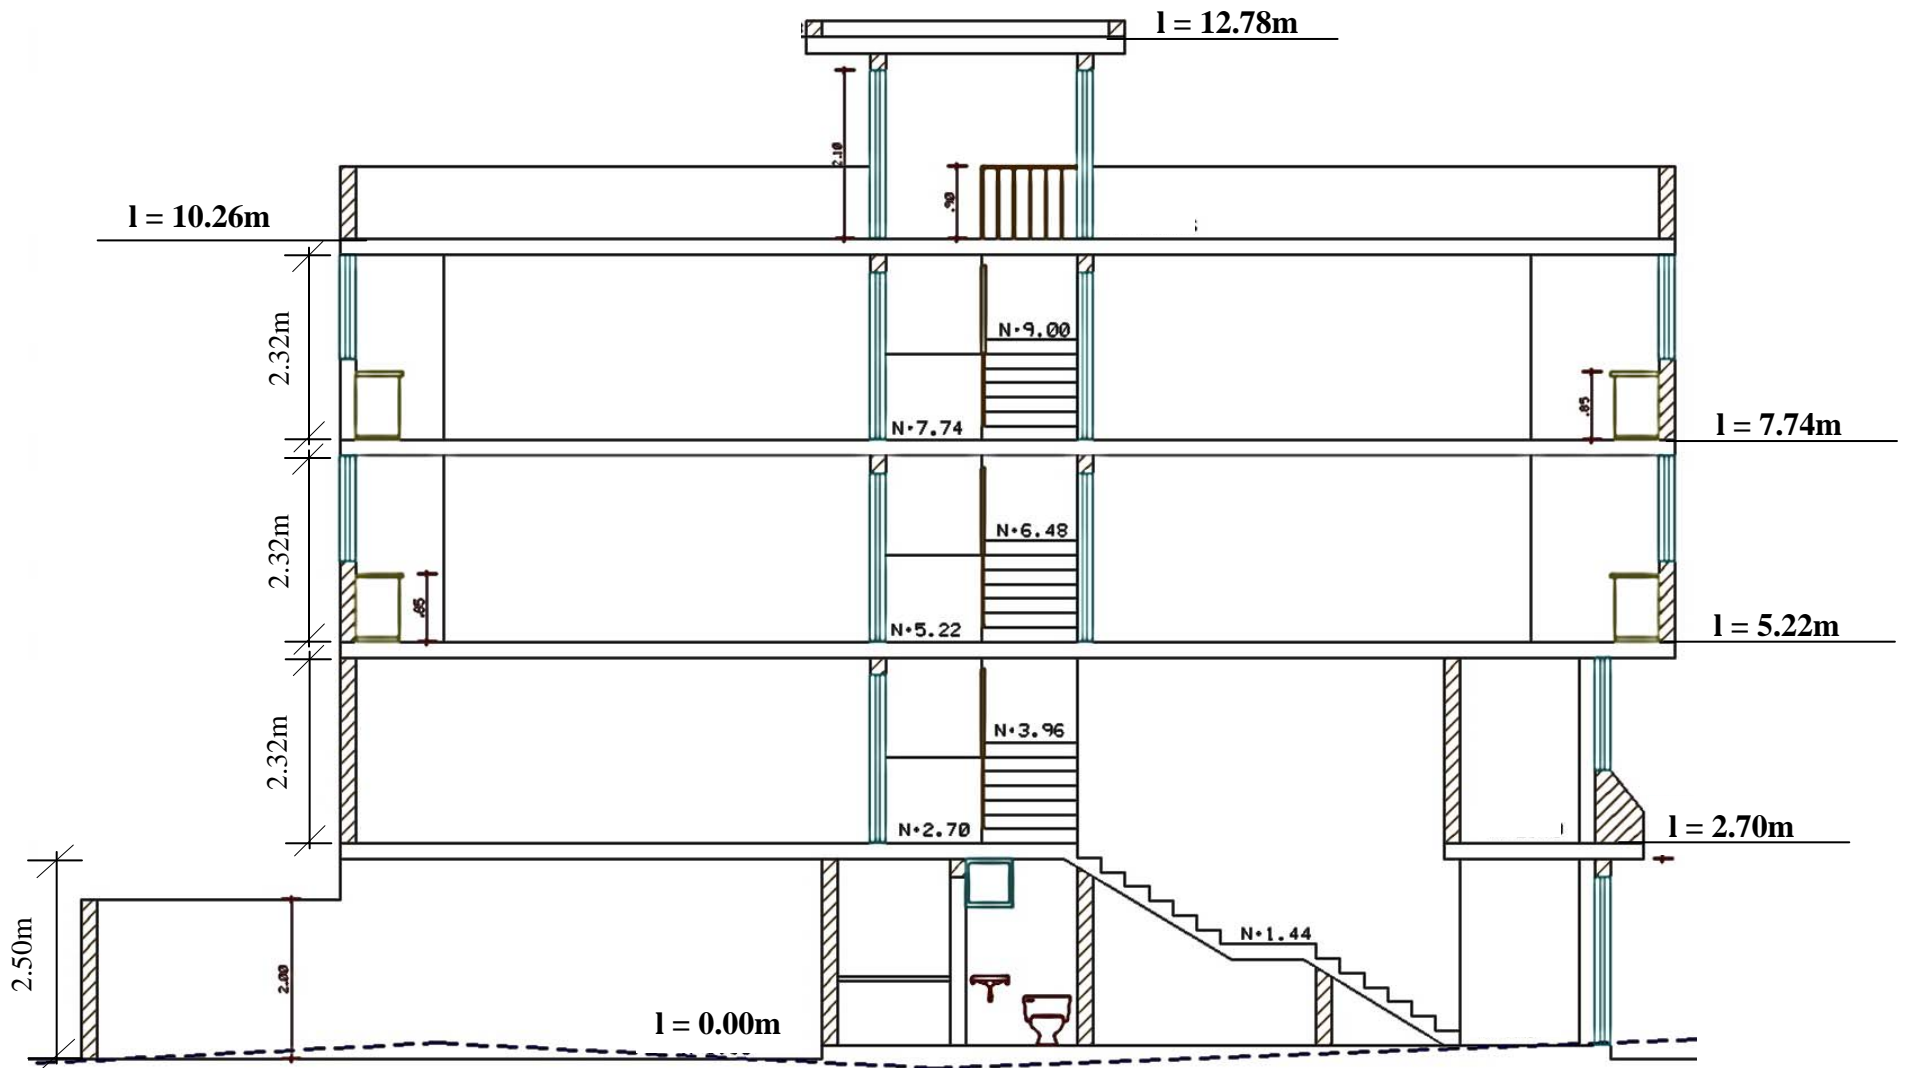 l = 12.78m
2.10
.90
l = 10.26m
2.32m
N+9.00
.85
N+7.74
l = 7.74m
2.32m
N+6.48
.85
N+5.22
l = 5.22m
2.32m
N+3.96
N+2.70
l = 2.70m
2.50m
N+1.44
2.00
l = 0.00m